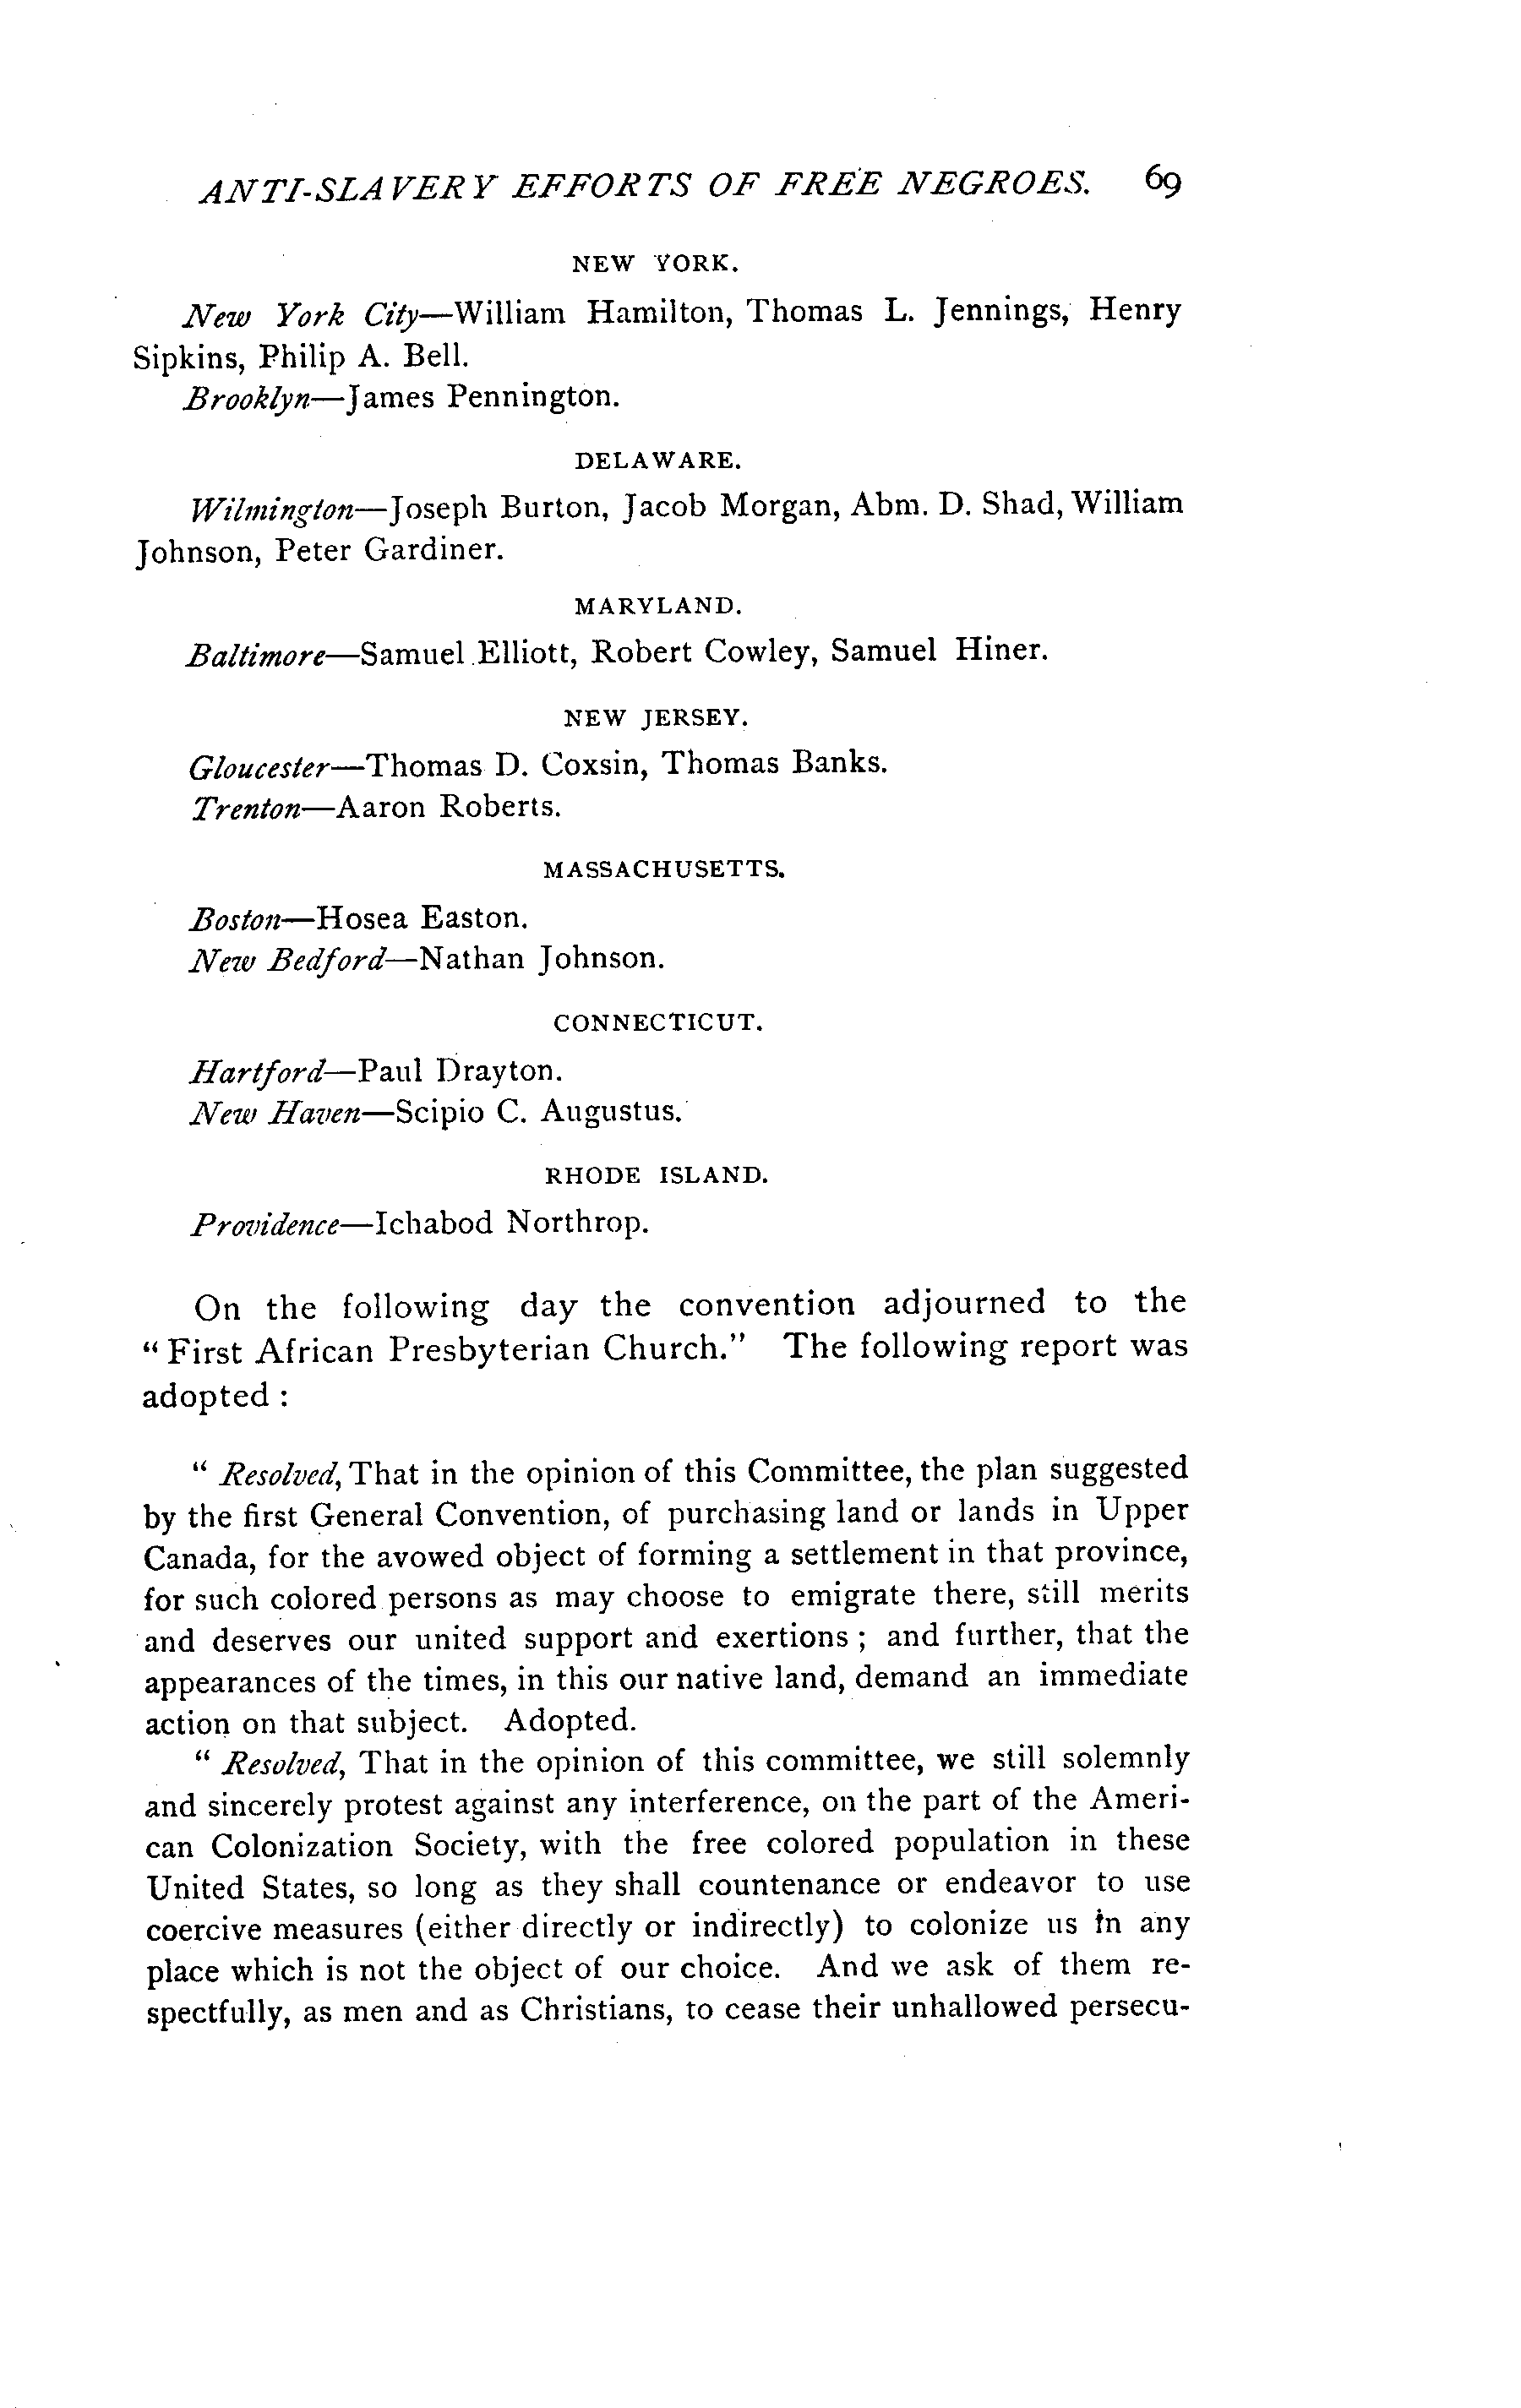 ANTI-SLAVERY EFFORTS OF FREE NEGROES. 69
NEW YORK.
New York City—William Hamilton, Thomas L. Jennings, Henry
Sipkins, Philip A. Bell.
Brooklyn—James Pennington.
DELAWARE.
Wilmington—Joseph Burton, Jacob Morgan, Abm. D. Shad, William
Johnson, Peter Gardiner.
MARYLAND.
Baltimore—Samuel Elliott, Robert Cowley, Samuel Hiner.
NEW JERSEY.
Gloucester—Thomas D. Coxsin, Thomas Banks.
Trenton—Aaron Roberts.
MASSACHUSETTS.
Boston—Hosea Easton.
New Bedford—Nathan Johnson.
CONNECTICUT.
Hartford—Paul Drayton.
New Haven—Scipio C. Augustus.
RHODE ISLAND.
Providence—Ichabod Northrop.
On the following day the convention adjourned to the
“First African Presbyterian Church.” The following report was
adopted :
“ Resolved, That in the opinion of this Committee, the plan suggested
by the first General Convention, of purchasing land or lands in Upper
Canada, for the avowed object of forming a settlement in that province,
for such colored persons as may choose to emigrate there, still merits
and deserves our united support and exertions ; and further, that the
appearances of the times, in this our native land, demand an immediate
action on that subject. Adopted.
“ Resolved, That in the opinion of this committee, we still solemnly
and sincerely protest against any interference, on the part of the Ameri-
can Colonization Society, with the free colored population in these
United States, so long as they shall countenance or endeavor to use
coercive measures (either directly or indirectly) to colonize us in any
place which is not the object of our choice. And we ask of them re-
spectfully, as men and as Christians, to cease their unhallowed persecu-